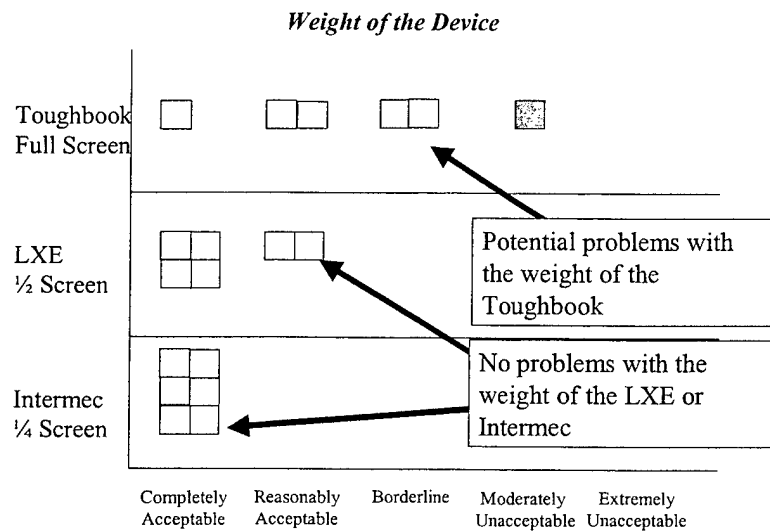 Weight of the Device
Toughbook
Full Screen
Potential problems with
the weight of the
Toughbook
LXE
½ Screen
No problems with the
weight of the LXE or
Intermec
Intermec
¼ Screen
Completely
Acceptable
Reasonably
Acceptable
Borderline
Moderately
Unacceptable
Extremely
Unacceptable